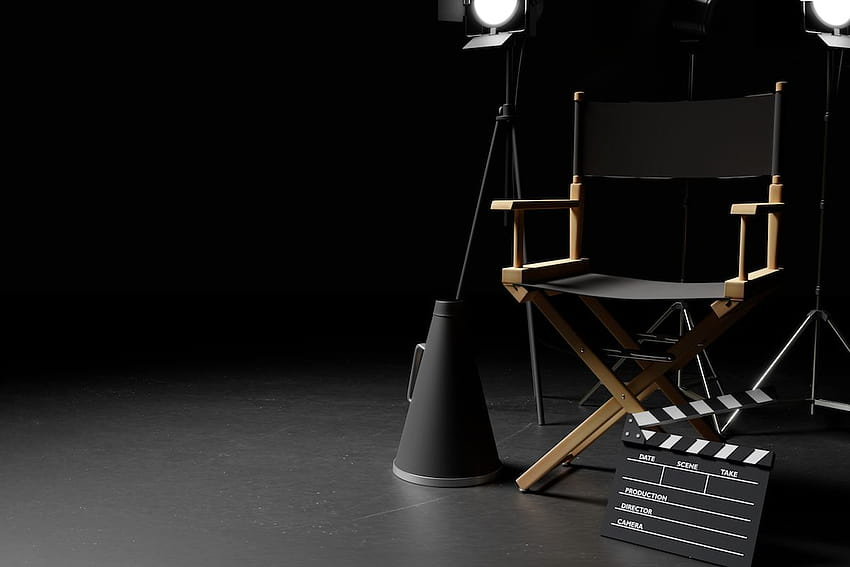 DATE SCENE TAKE
PRODUCTION
DIRECTOR
CAMERA